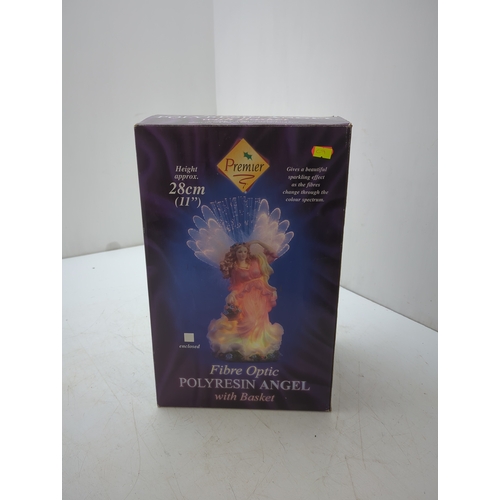 Premier
Height
approx.
28cm
(11")
Gives a beautiful
sparkling effect
as the fibres
change through the
colour spectrum.
enclosed
Fibre Optic
POLYRESIN ANGEL
with Basket